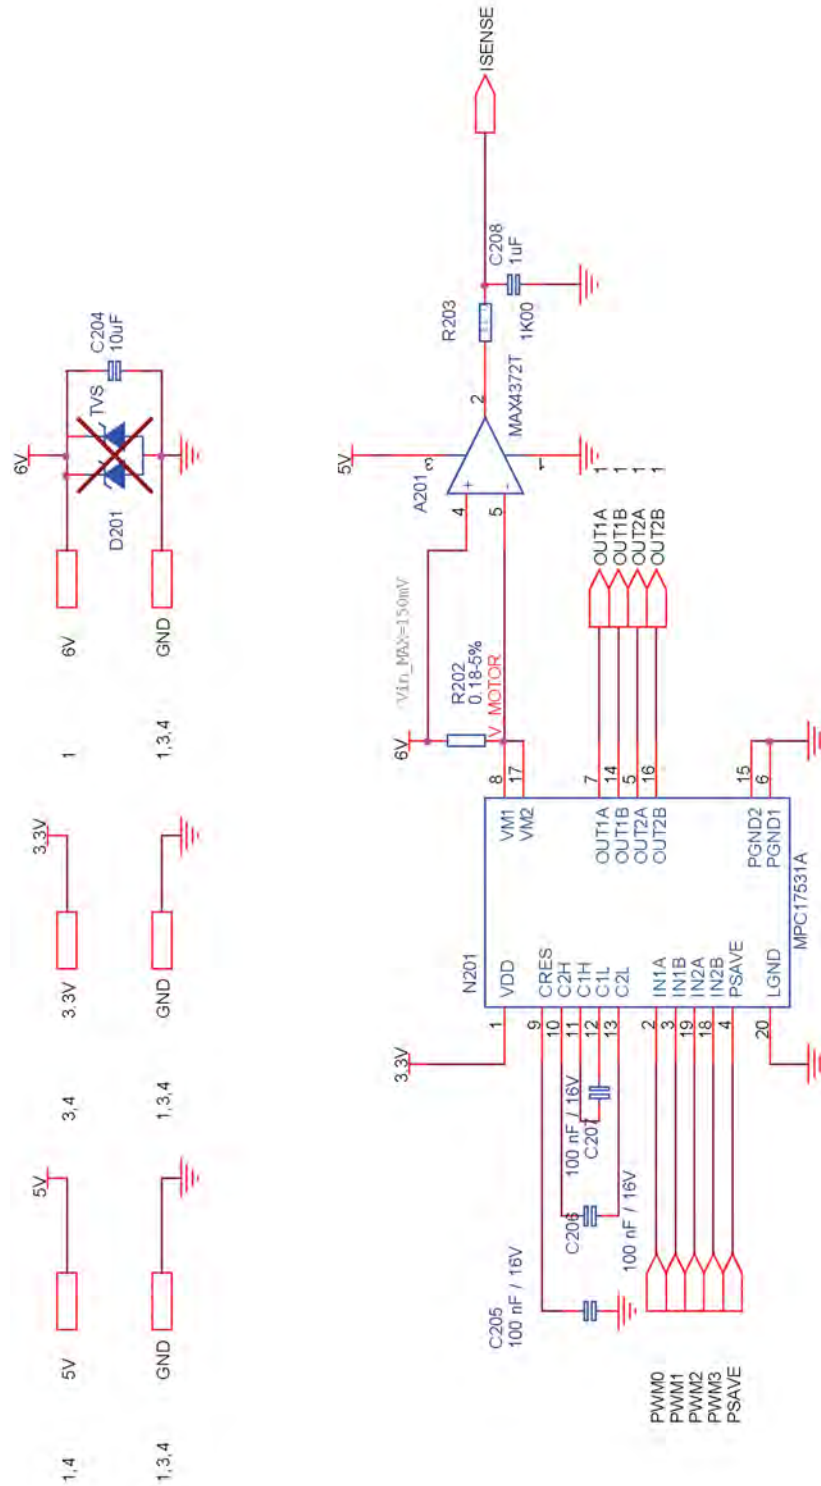 1,4
5V
5V
3,4
3.3V
3.3V
1
6V
6V
TVS
C204
10uF
D201
1,3,4
GND
1,3,4
GND
1,3,4
GND
3.3V
6V
Vin_MAX=150mV
R202
0.18-5%
V_MOTOR
5V
A201
3
4
+
5
-
2
1
MAX4372T
R203
1K00
C208
1uF
ISENSE
N201
1
VDD
9
CRES
10
C2H
11
C1H
12
C1L
13
C2L
2
IN1A
3
IN1B
19
IN2A
18
IN2B
4
PSAVE
20
LGND
VM1
8
VM2
17
OUT1A
7
OUT1B
14
OUT2A
5
OUT2B
16
PGND2
15
PGND1
6
MPC17531A
C205
100 nF / 16V
C206
100 nF / 16V
C207
100 nF / 16V
PWM0
PWM1
PWM2
PWM3
PSAVE
OUT1A 1
OUT1B 1
OUT2A 1
OUT2B 1